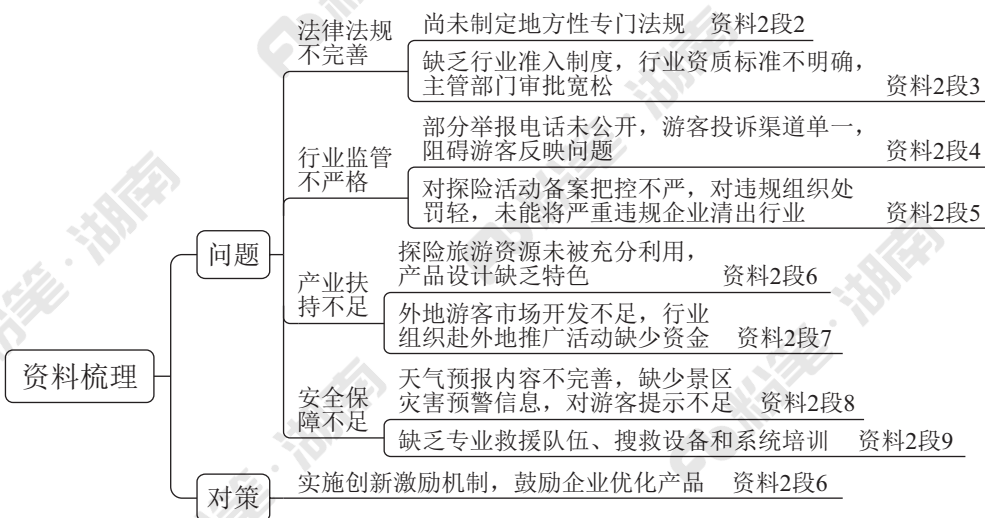 法律法规
不完善
尚未制定地方性专门法规 资料2段2
缺乏行业准入制度，行业资质标准不明确，
主管部门审批宽松 资料2段3
行业监管
不严格
部分举报电话未公开，游客投诉渠道单一，
阻碍游客反映问题 资料2段4
对探险活动备案把控不严，对违规组织处
罚轻，未能将严重违规企业清出行业 资料2段5
问题
产业扶
持不足
探险旅游资源未被充分利用，
产品设计缺乏特色 资料2段6
外地游客市场开发不足，行业
组织赴外地推广活动缺少资金 资料2段7
资料梳理
安全保
障不足
天气预报内容不完善，缺少景区
灾害预警信息，对游客提示不足 资料2段8
缺乏专业救援队伍、搜救设备和系统培训 资料2段9
对策
实施创新激励机制，鼓励企业优化产品 资料2段6
粉笔·湖南